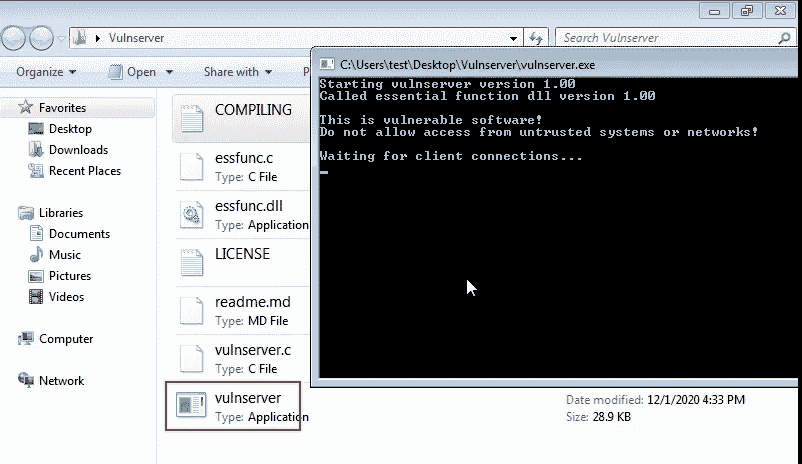 Vulnserver
Search Vulnserver
Organize
Open
Share with
P
C:\Users\test\Desktop\Vulnserver\vulnserver.exe
Starting vulnserver version 1.00
Called essential function dll version 1.00
This is vulnerable software!
Do not allow access from untrusted systems or networks!
Waiting for client connections...
Favorites
Desktop
Downloads
Recent Places
Libraries
Documents
Music
Pictures
Videos
Computer
Network
COMPILING
essfunc.c
Type: C File
essfunc.dll
Type: Application
LICENSE
readme.md
Type: MD File
vulnserver.c
Type: C File
vulnserver
Type: Application
Date modified: 12/1/2020 4:33 PM
Size: 28.9 KB